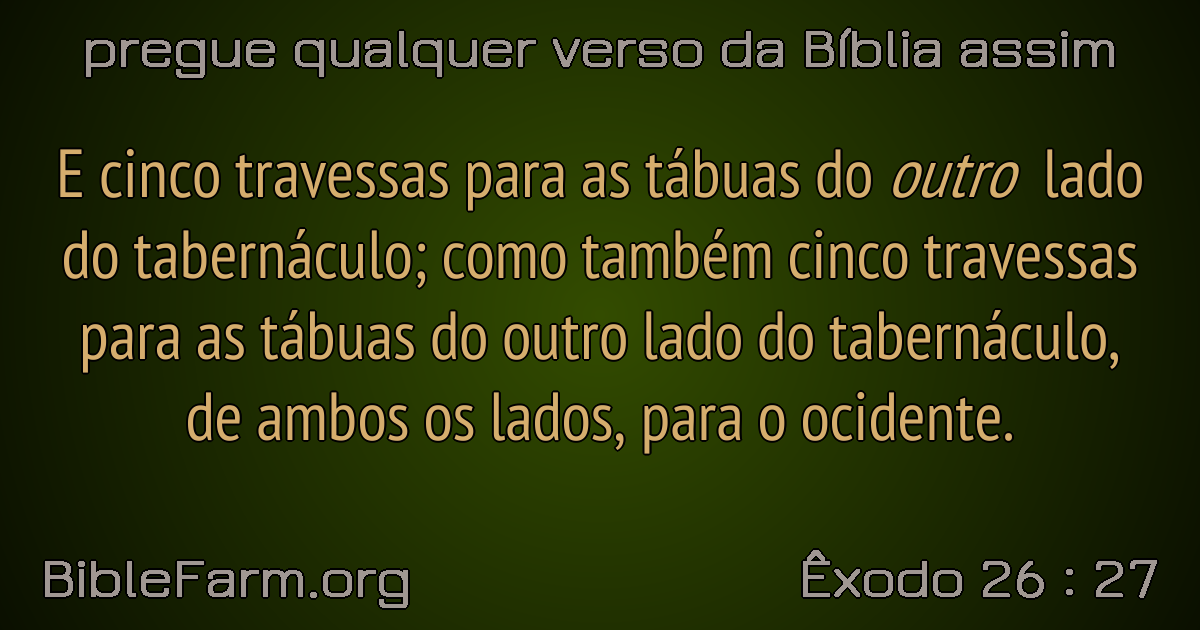 pregue qualquer verso da Bíblia assim
E cinco travessas para as tábuas do outro lado
do tabernáculo; como também cinco travessas
para as tábuas do outro lado do tabernáculo,
de ambos os lados, para o ocidente.
BibleFarm.org
Êxodo 26 : 27